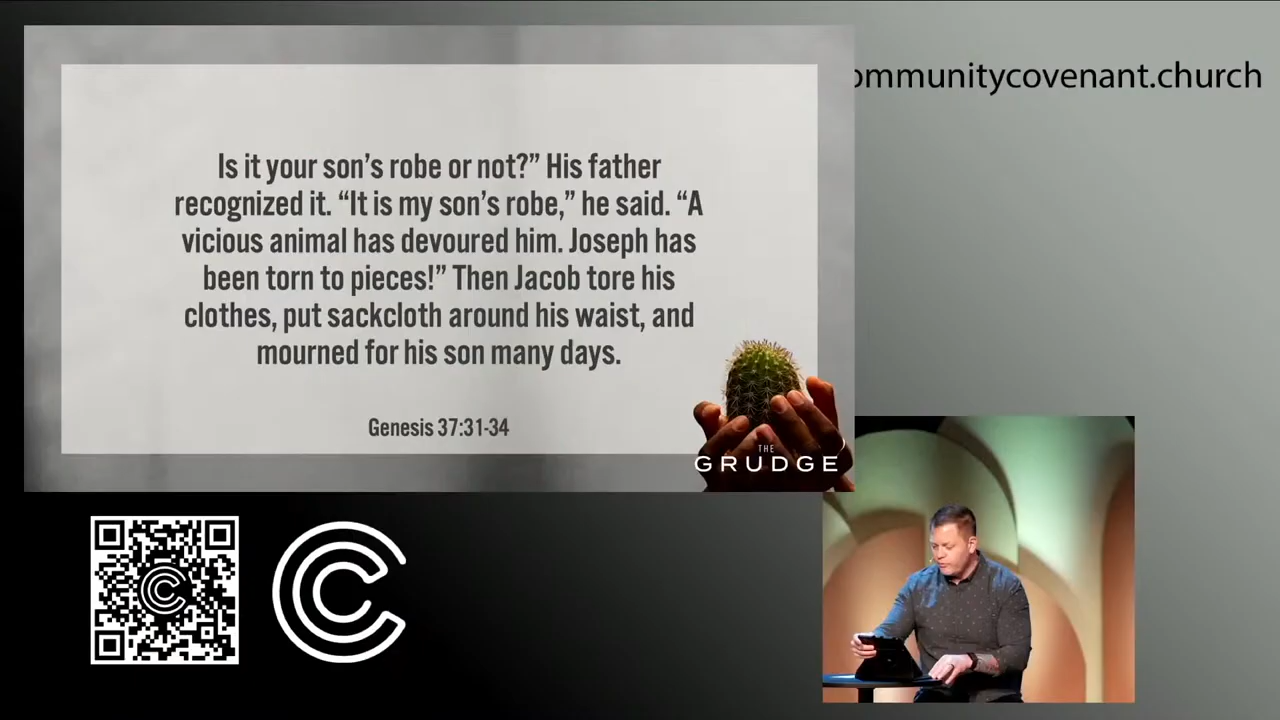 ommunitycovenant.church
Is it your son’s robe or not?” His father
recognized it. “It is my son’s robe,” he said. “A
vicious animal has devoured him. Joseph has
been torn to pieces!” Then Jacob tore his
clothes, put sackcloth around his waist, and
mourned for his son many days.
Genesis 37:31-34
THE
GRUDGE